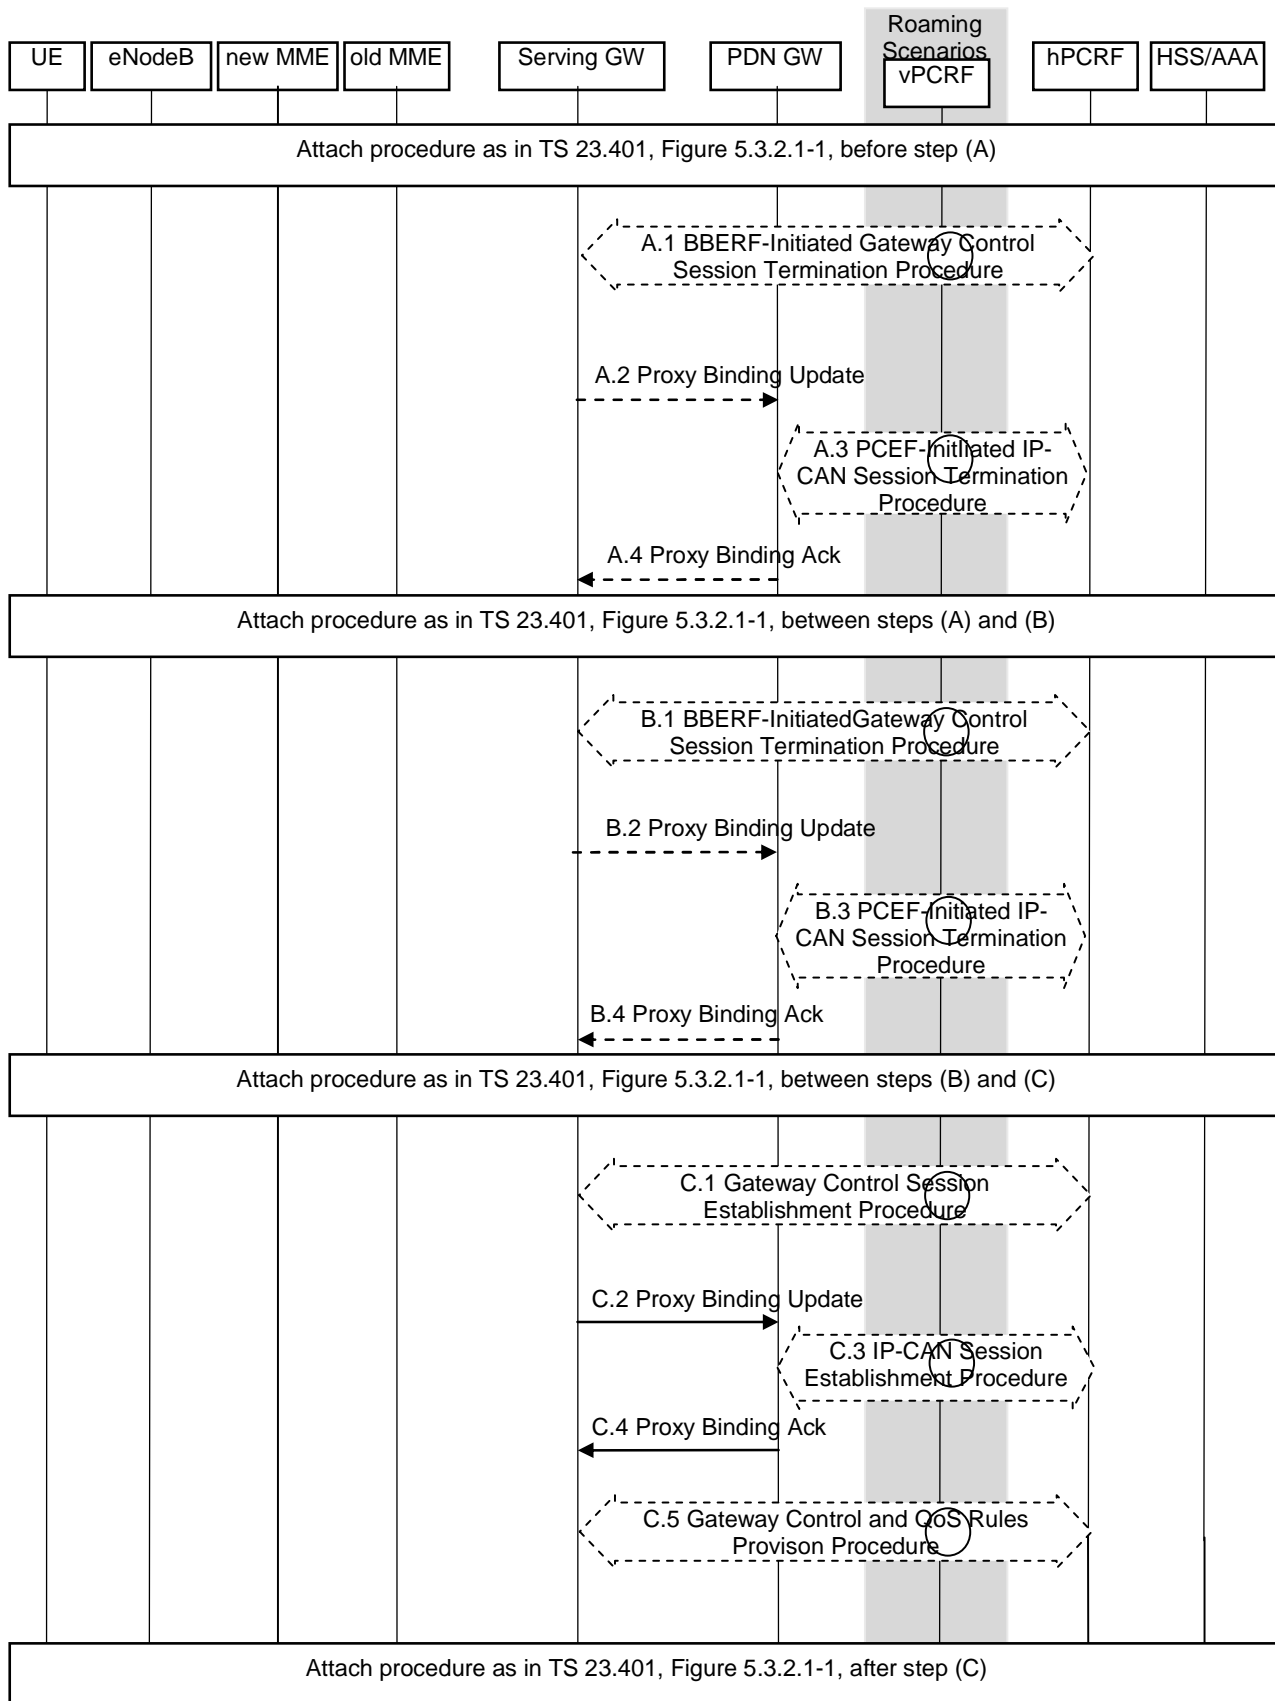 Roaming
Scenarios
UE
eNodeB
new MME
old MME
Serving GW
PDN GW
vPCRF
hPCRF
HSS/AAA
Attach procedure as in TS 23.401, Figure 5.3.2.1-1, before step (A)
A.1 BBERF-Initiated Gateway Control
Session Termination Procedure
A.2 Proxy Binding Update
A.3 PCEF-Initliated IP-
CAN Session Termination
Procedure
A.4 Proxy Binding Ack
Attach procedure as in TS 23.401, Figure 5.3.2.1-1, between steps (A) and (B)
B.1 BBERF-InitiatedGateway Control
Session Termination Procedure
B.2 Proxy Binding Update
B.3 PCEF-Initiated IP-
CAN Session Termination
Procedure
B.4 Proxy Binding Ack
Attach procedure as in TS 23.401, Figure 5.3.2.1-1, between steps (B) and (C)
C.1 Gateway Control Session
Establishment Procedure
C.2 Proxy Binding Update
C.3 IP-CAN Session
Establishment Procedure
C.4 Proxy Binding Ack
C.5 Gateway Control and QoS Rules
Provison Procedure
Attach procedure as in TS 23.401, Figure 5.3.2.1-1, after step (C)